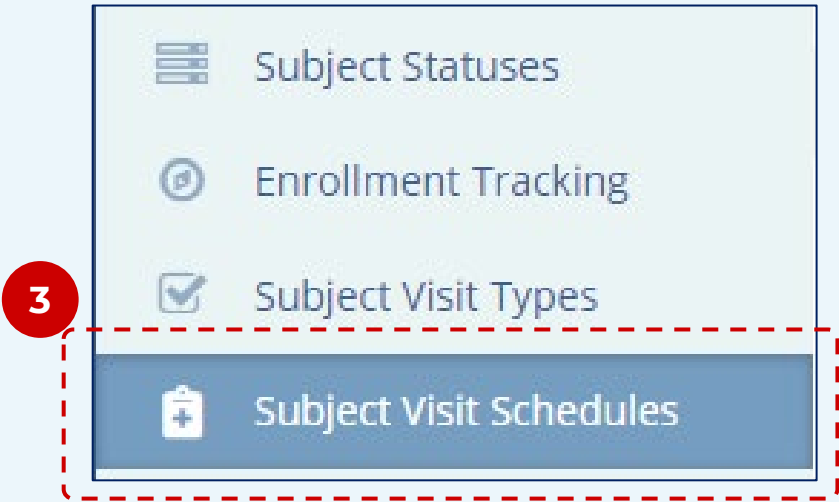 Subject Statuses
Enrollment Tracking
Subject Visit Types
3
Subject Visit Schedules